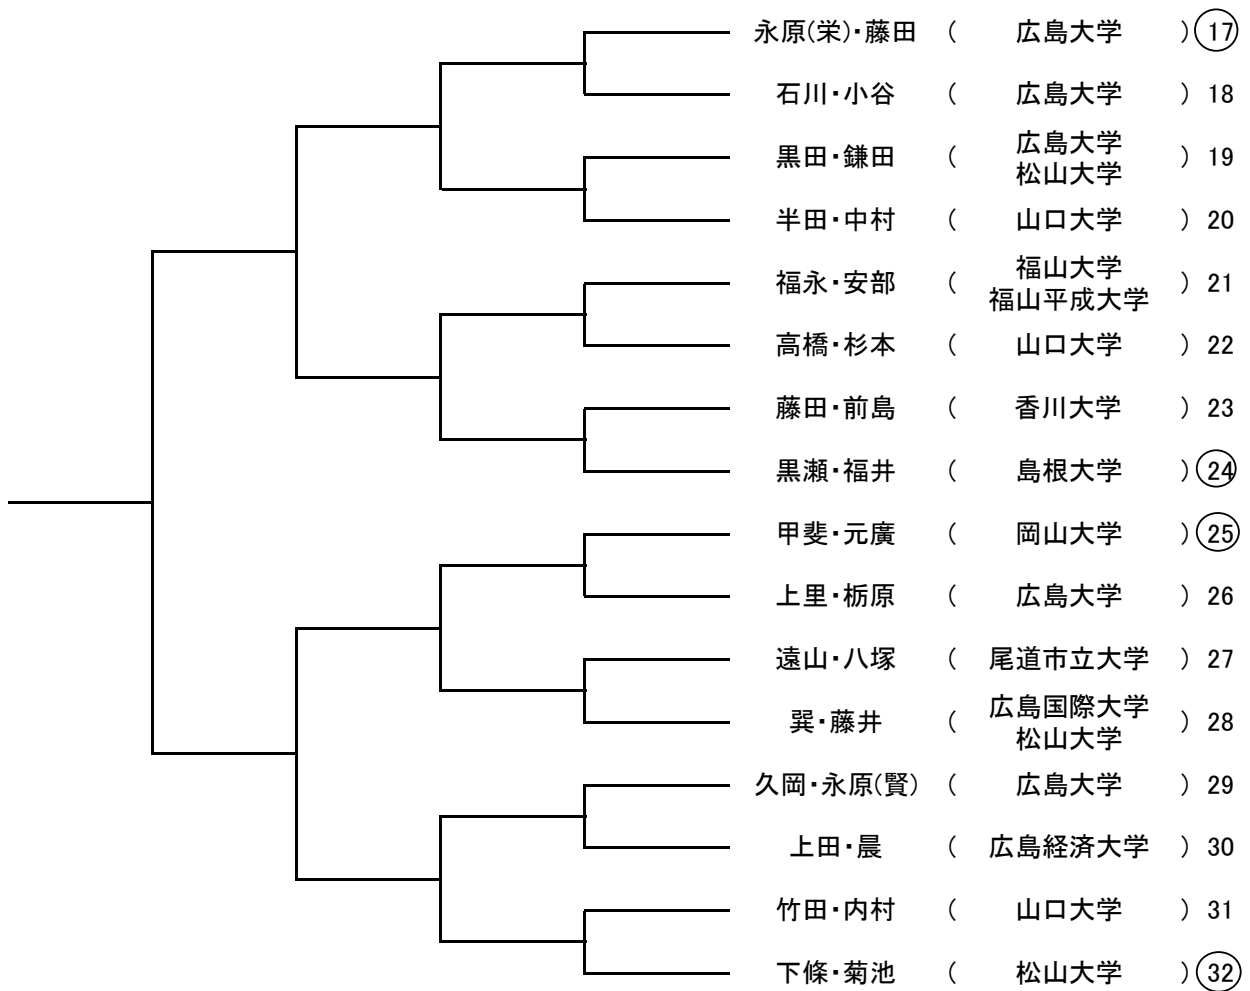 永原(栄)・藤田 ( 広島大学 ) 17
石川・小谷 ( 広島大学 ) 18
黒田・鎌田 ( 広島大学
松山大学 ) 19
半田・中村 ( 山口大学 ) 20
福永・安部 ( 福山大学
福山平成大学 ) 21
高橋・杉本 ( 山口大学 ) 22
藤田・前島 ( 香川大学 ) 23
黒瀬・福井 ( 島根大学 ) 24
甲斐・元廣 ( 岡山大学 ) 25
上里・栃原 ( 広島大学 ) 26
遠山・八塚 ( 尾道市立大学 ) 27
巽・藤井 ( 広島国際大学
松山大学 ) 28
久岡・永原(賢) ( 広島大学 ) 29
上田・晨 ( 広島経済大学 ) 30
竹田・内村 ( 山口大学 ) 31
下條・菊池 ( 松山大学 ) 32